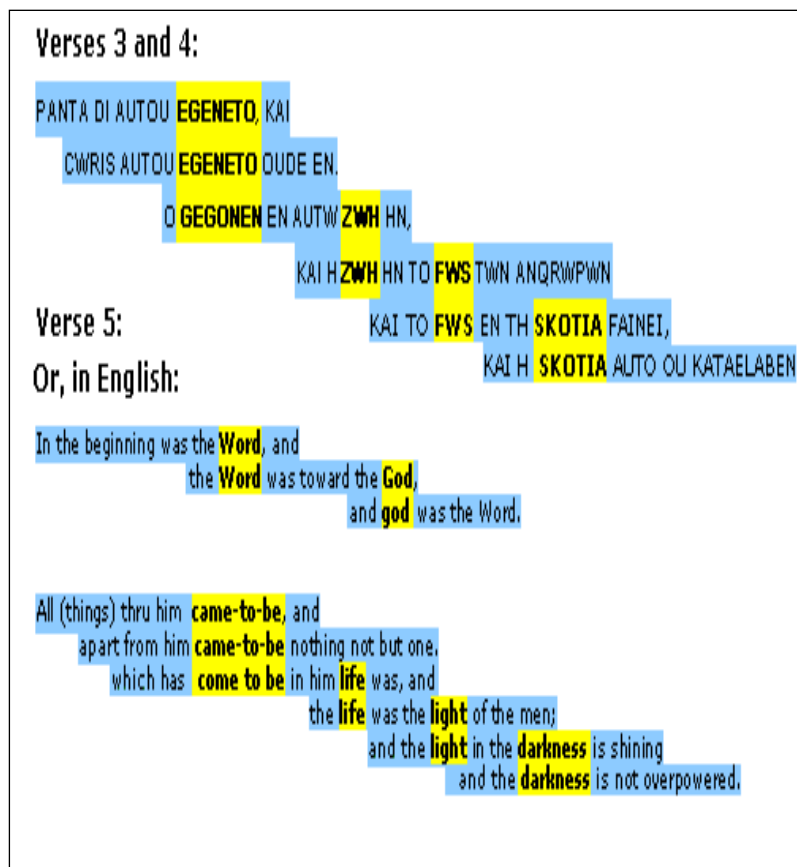 Verses 3 and 4:
PANTA DI AUTOU EGENETO, KAI
CWRIS AUTOU EGENETO OUDE EN.
O GEGONEN EN AUTW ZWH HN,
KAI H ZWH HN TO FWS TWN ANQRWPWN
Verse 5:
KAI TO FWS EN TH SKOTIA FAINEI,
KAI H SKOTIA AUTO OU KATAELABEN
Or, in English:
In the beginning was the Word, and
the Word was toward the God,
and god was the Word.
All (things) thru him came-to-be, and
apart from him came-to-be nothing not but one.
which has come to be in him life was, and
the life was the light of the men;
and the light in the darkness is shining
and the darkness is not overpowered.